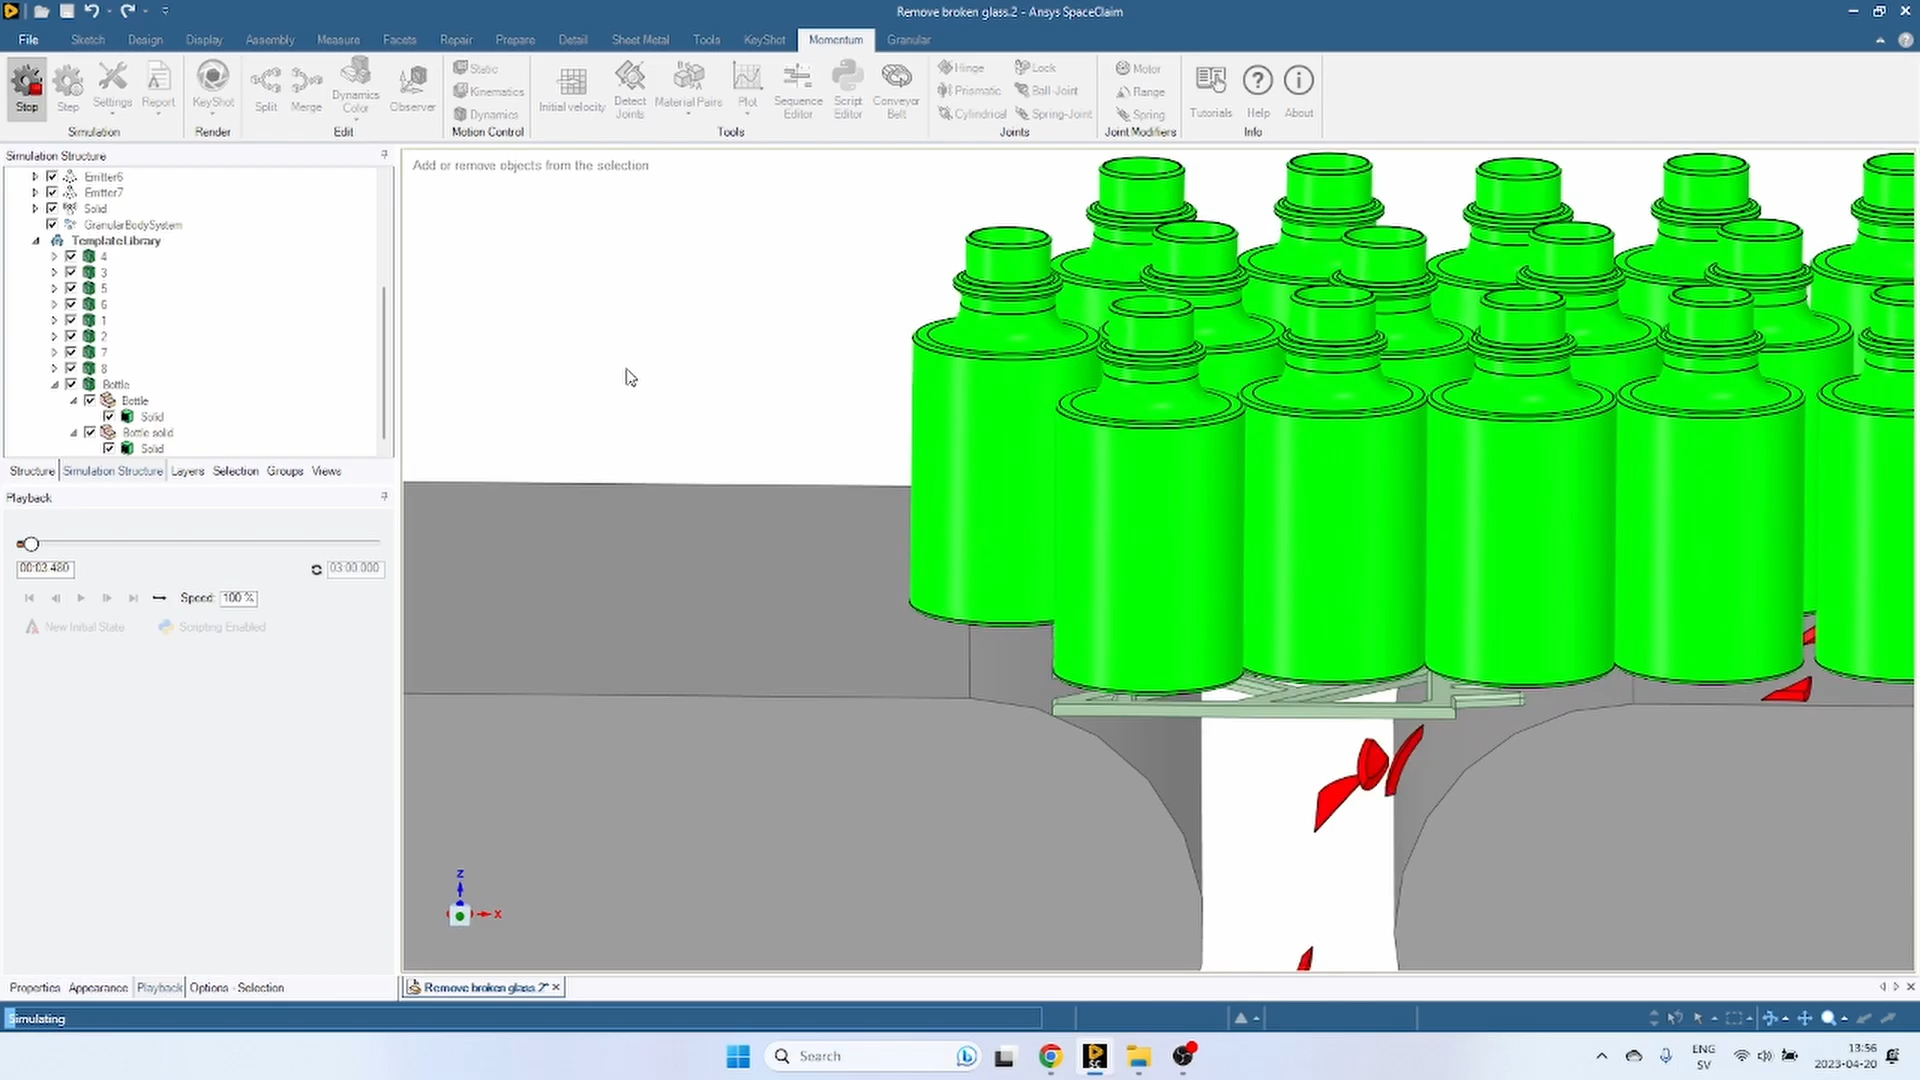 Remove broken glass.2 - Ansys SpaceClaim
File Sketch Design Display Assembly Measure Facets Repair Prepare Detail Sheet Metal Tools KeyShot Momentum Granular
Stop Step Settings Report KeyShot Split Merge Dynamics Color Observer
Static
Kinematics
Dynamics
Initial velocity Detect Joints Material Pairs Plot Sequence Editor Script Editor Conveyor Belt
Hinge Lock
Prismatic Ball-Joint
Cylindrical Spring-Joint
Motor
Range
Spring
Tutorials Help About
Simulation Render Edit Motion Control Tools Joints Joint Modifiers Info
Simulation Structure
Add or remove objects from the selection
Emitter6
Emitter7
Solid
GranularBodySystem
TemplateLibrary
4
3
5
6
1
2
7
8
Bottle
Bottle
Solid
Bottle solid
Solid
Structure Simulation Structure Layers Selection Groups Views
Playback
00:03.480 03:00.000
Speed: 100 %
New Initial State Scripting Enabled
Z
X
Properties Appearance Playback Options - Selection
Remove broken glass.2*
Simulating
Search
SC
ENG
SV
13:56
2023-04-20